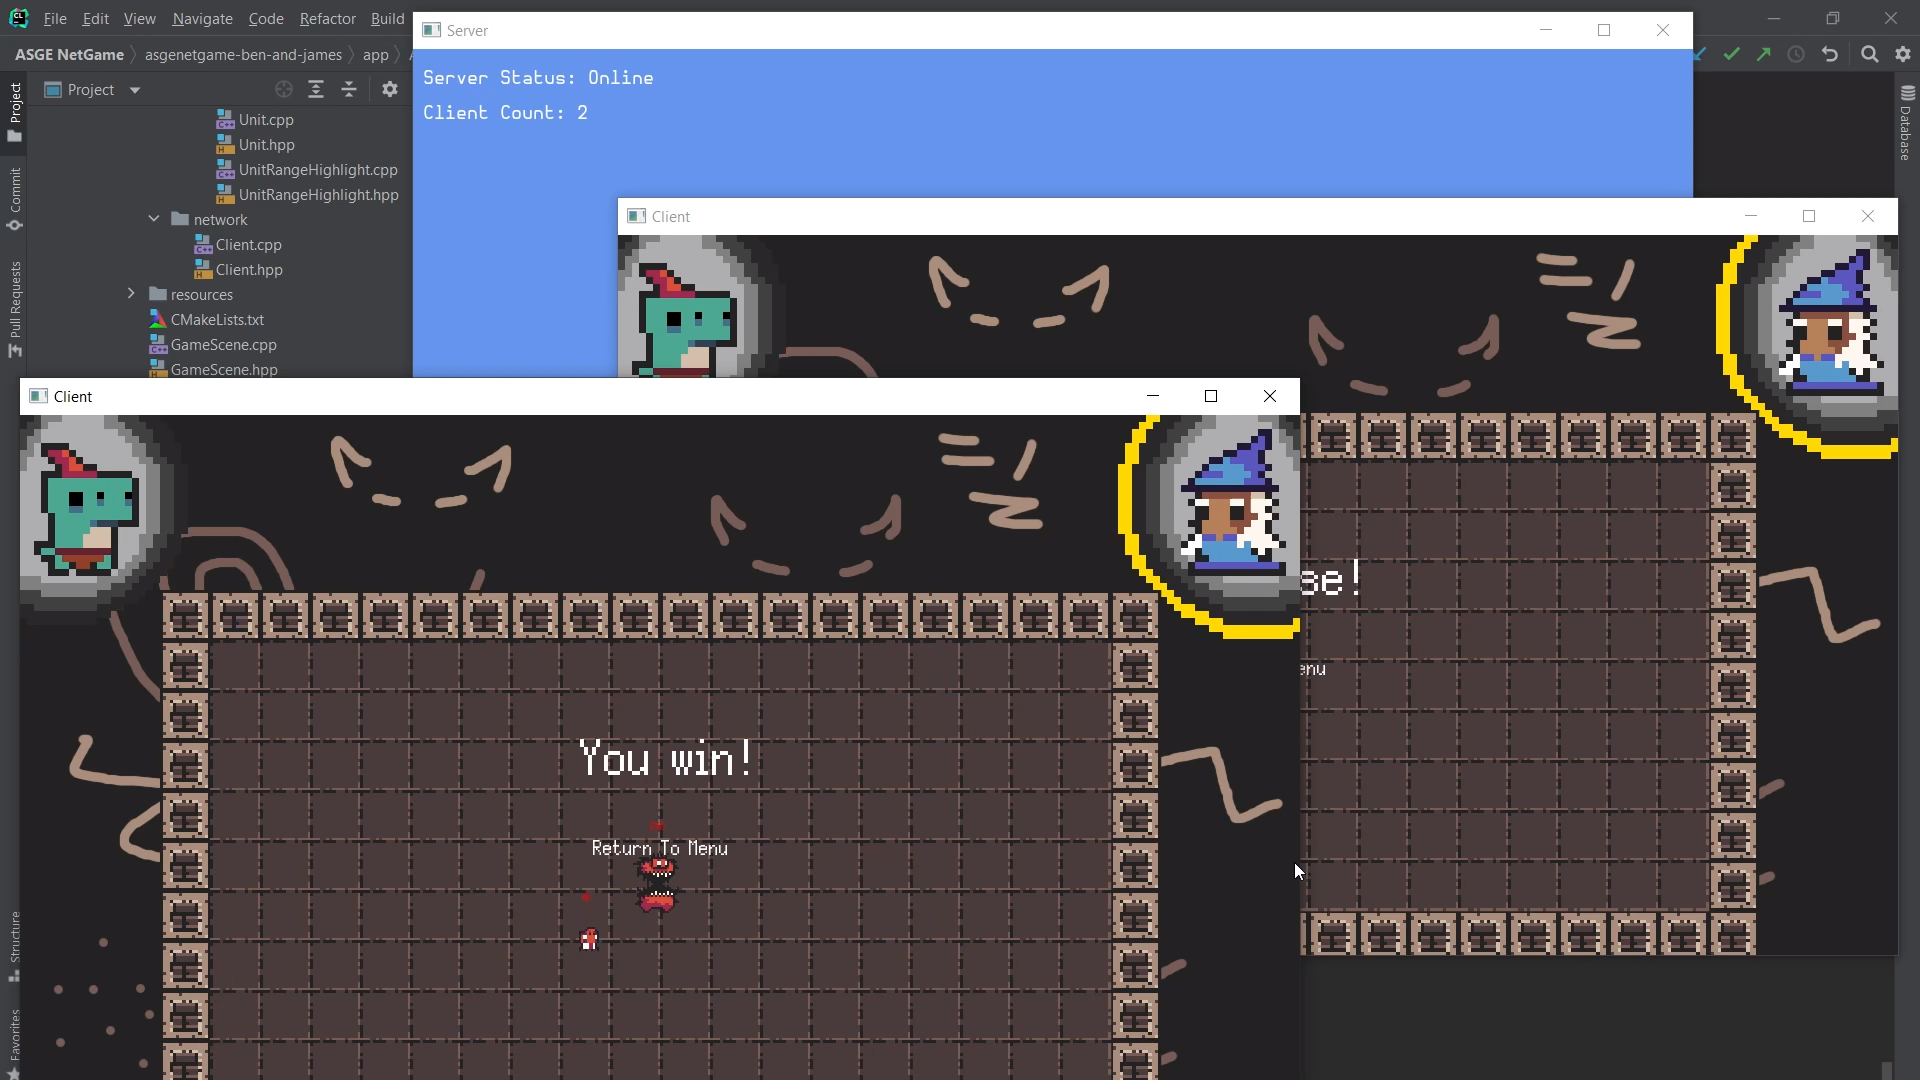 File Edit View Navigate Code Refactor Build
Server
ASGE NetGame asgenetgame-ben-and-james app
Project
Server Status: Online
Client Count: 2
Unit.cpp
Unit.hpp
UnitRangeHighlight.cpp
UnitRangeHighlight.hpp
network
Client.cpp
Client.hpp
resources
CMakeLists.txt
GameScene.cpp
GameScene.hpp
Project
Commit
Pull Requests
Structure
Favorites
Database
Client
se!
enu
Client
You win!
Return To Menu